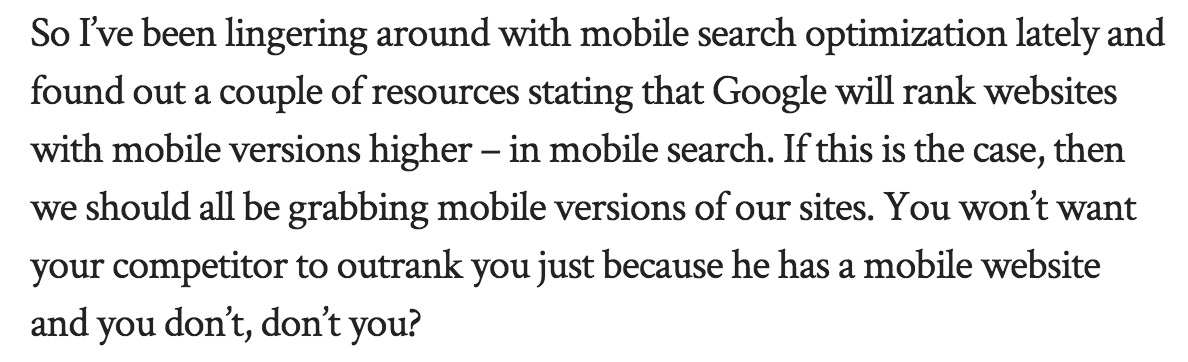 So I’ve been lingering around with mobile search optimization lately and
found out a couple of resources stating that Google will rank websites
with mobile versions higher – in mobile search. If this is the case, then
we should all be grabbing mobile versions of our sites. You won’t want
your competitor to outrank you just because he has a mobile website
and you don’t, don’t you?